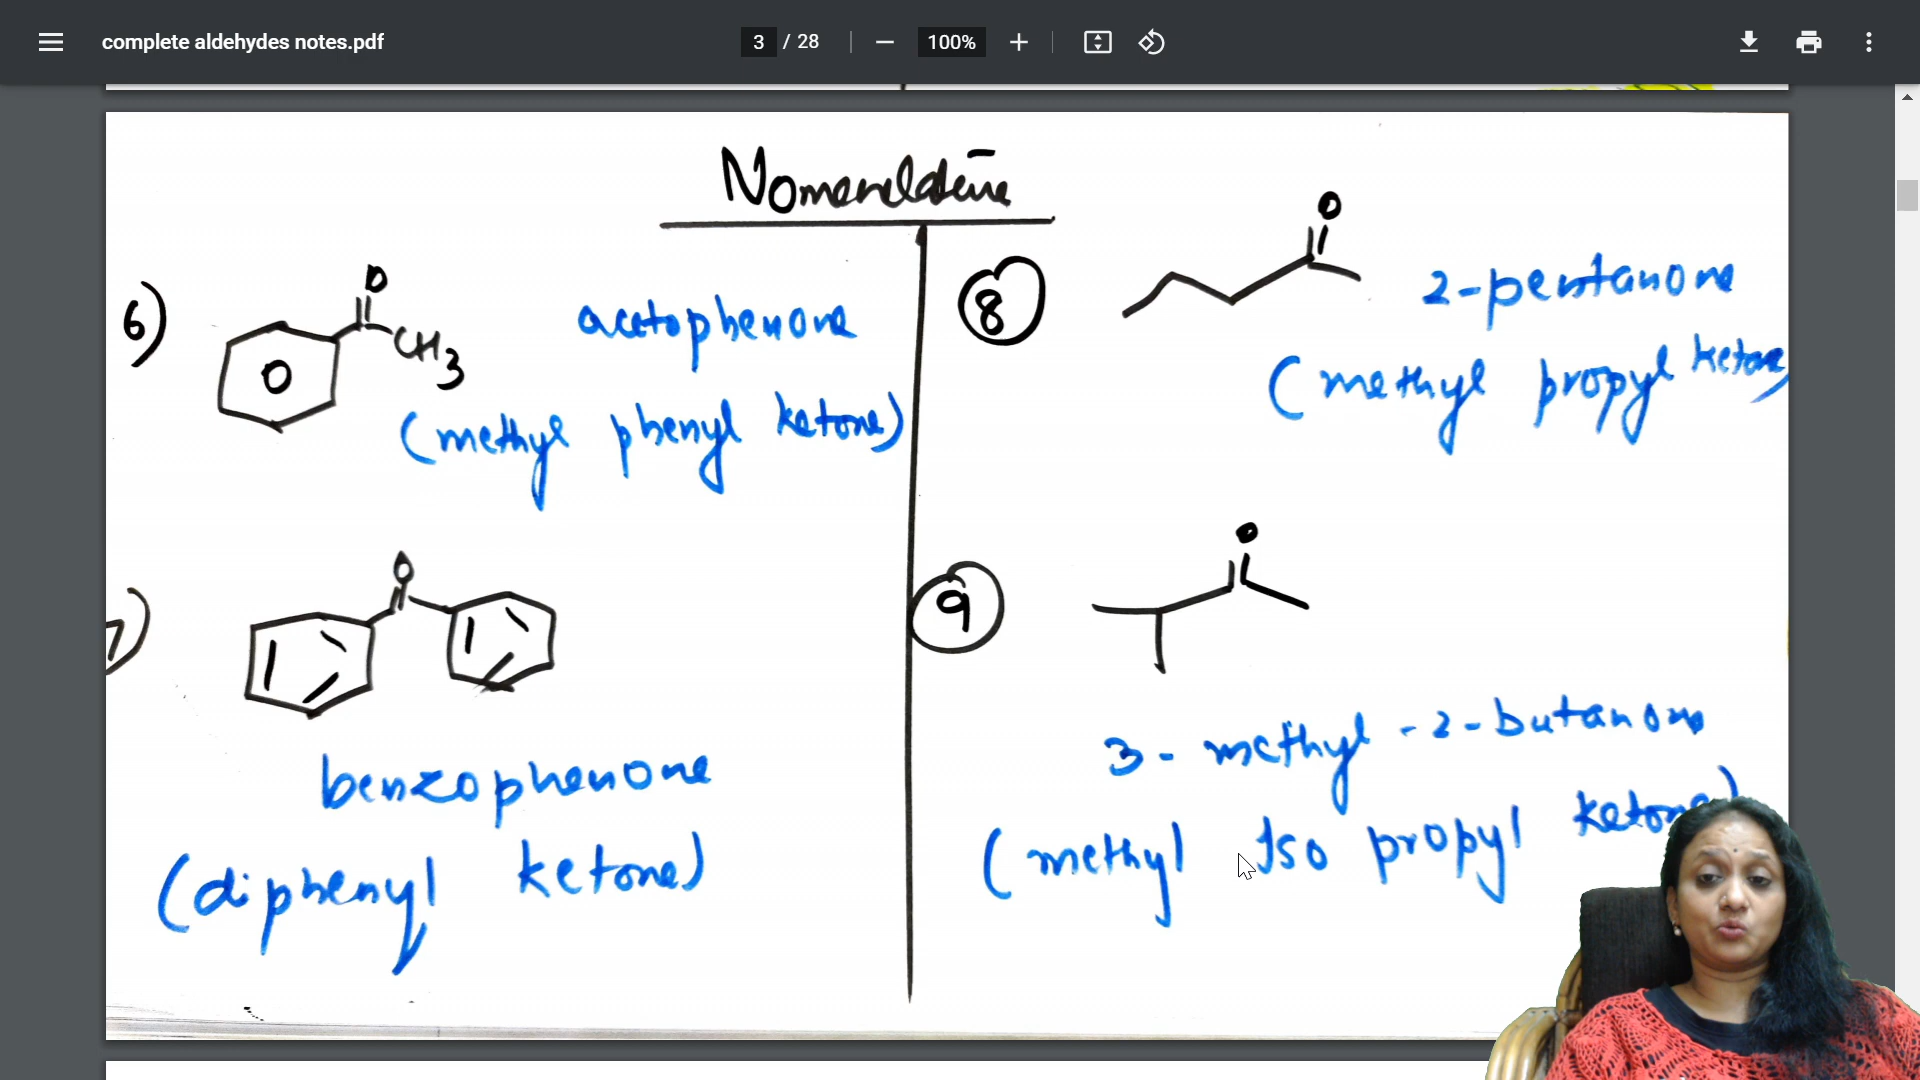 complete aldehydes notes.pdf
3 / 28
100%
Nomenclature
6)
O
CH3
acetophenone
(methyl phenyl ketone)
7)
O
benzophenone
(diphenyl ketone)
8
O
2-pentanone
(methyl propyl ketone)
9
O
3-methyl-2-butanone
(methyl Iso propyl ketone)